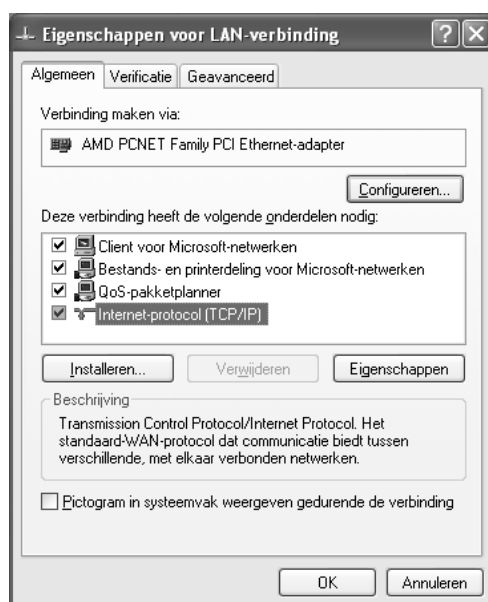 Eigenschappen voor LAN-verbinding
Algemeen Verificatie Geavanceerd
Verbinding maken via:
AMD PCNET Family PCI Ethernet-adapter
Configureren...
Deze verbinding heeft de volgende onderdelen nodig:
Client voor Microsoft-netwerken
Bestands- en printerdeling voor Microsoft-netwerken
QoS-pakketplanner
Internet-protocol (TCP/IP)
Installeren... Verwijderen Eigenschappen
Beschrijving
Transmission Control Protocol/Internet Protocol. Het
standaard-WAN-protocol dat communicatie biedt tussen
verschillende, met elkaar verbonden netwerken.
Pictogram in systeemvak weergeven gedurende de verbinding
OK Annuleren